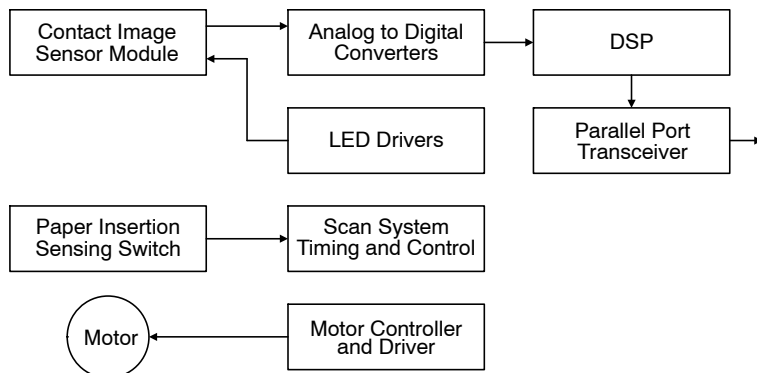 Contact Image
Sensor Module
Analog to Digital
Converters
DSP
LED Drivers
Parallel Port
Transceiver
Paper Insertion
Sensing Switch
Scan System
Timing and Control
Motor
Motor Controller
and Driver